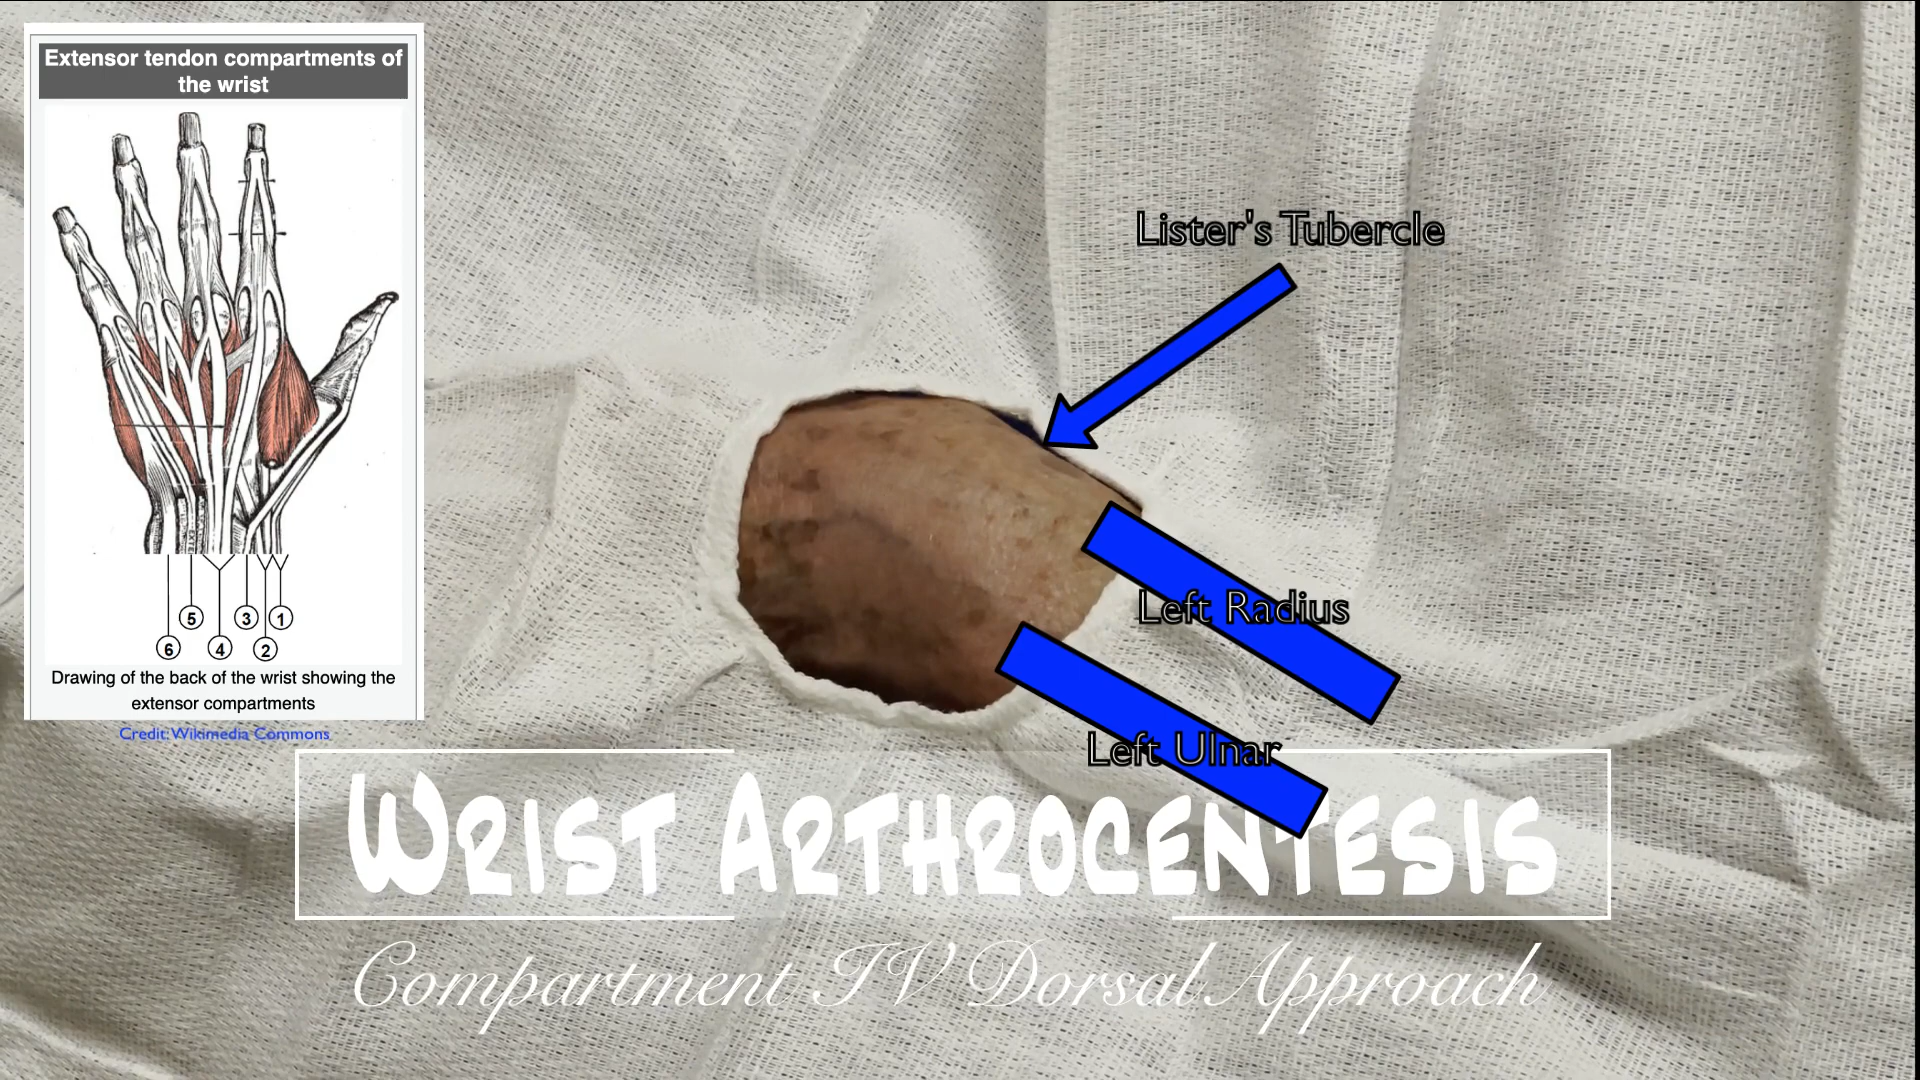 Extensor tendon compartments of
the wrist
5
3
1
6
4
2
Drawing of the back of the wrist showing the
extensor compartments
Credit: Wikimedia Commons
Lister's Tubercle
Left Radius
Left Ulnar
WRIST ARTHROCENTESIS
Compartment IV Dorsal Approach